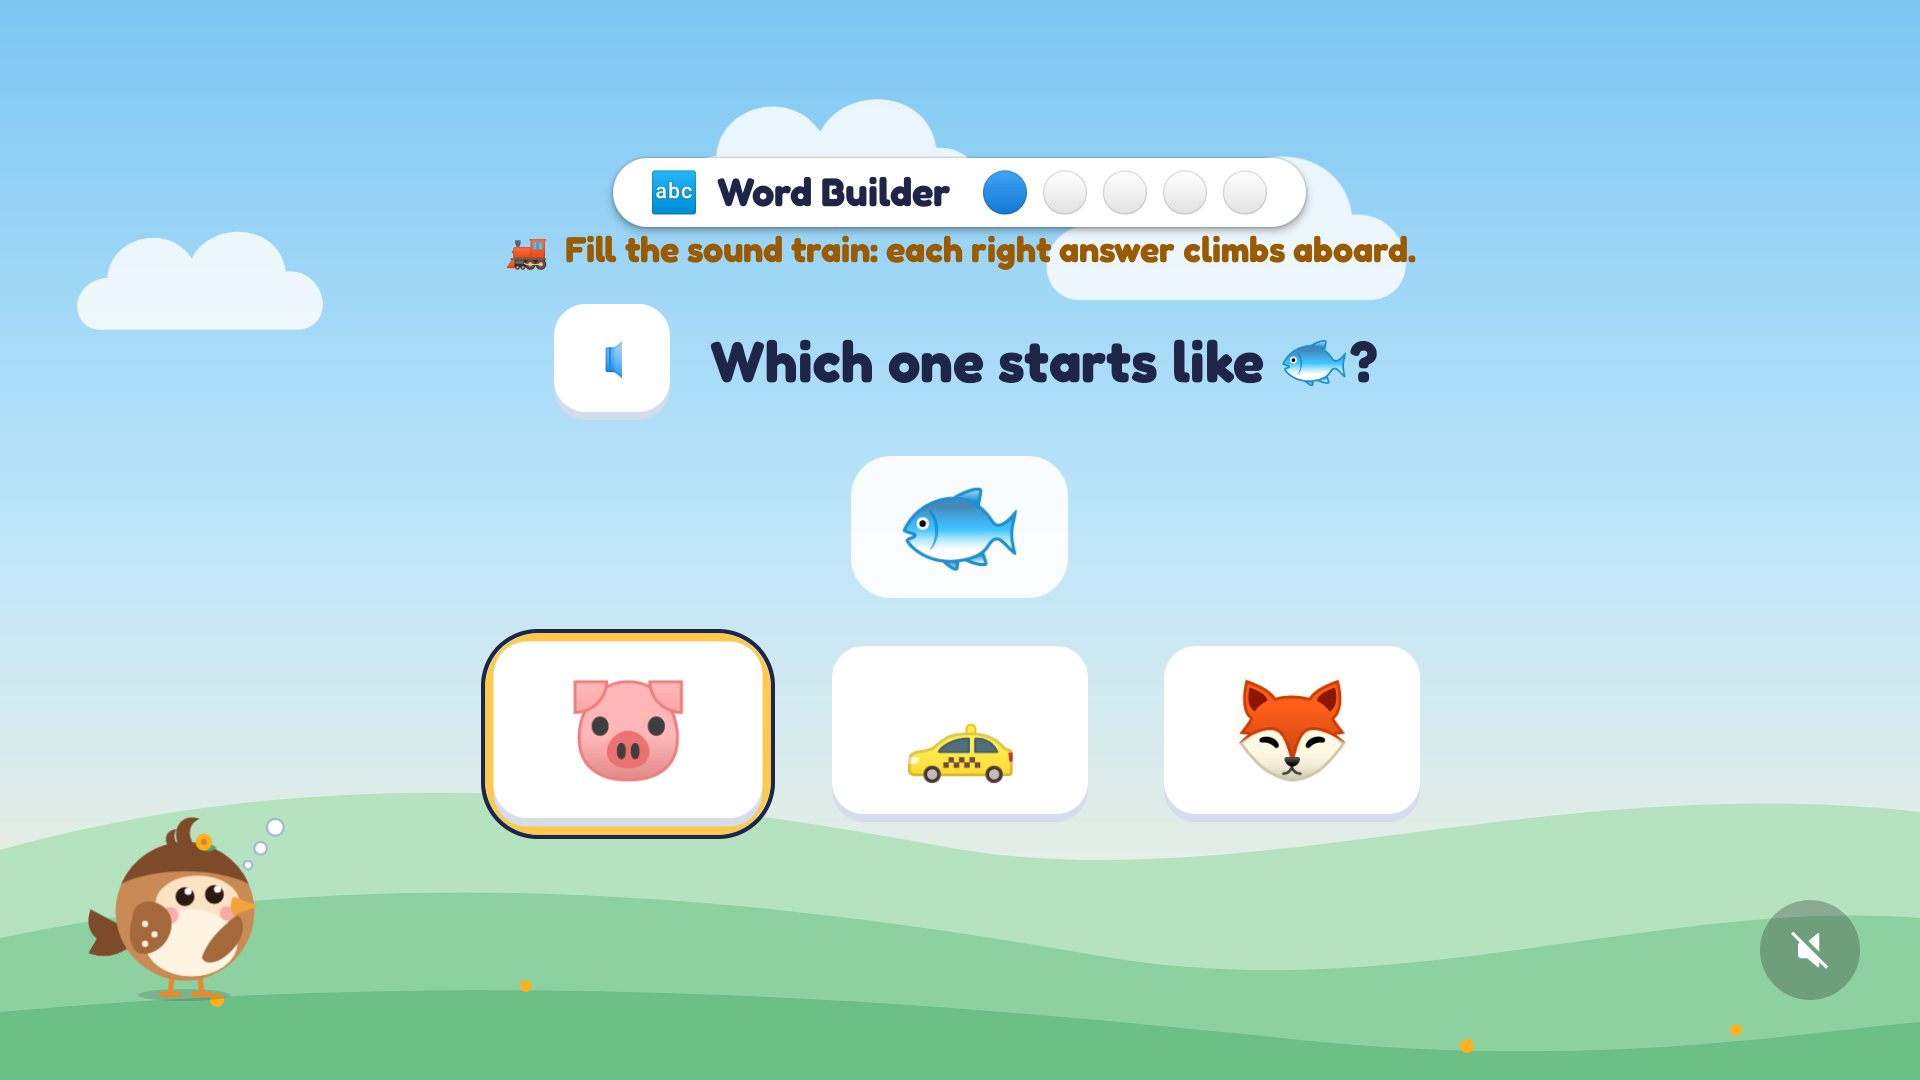 abc Word Builder
Fill the sound train: each right answer climbs aboard.
Which one starts like ?